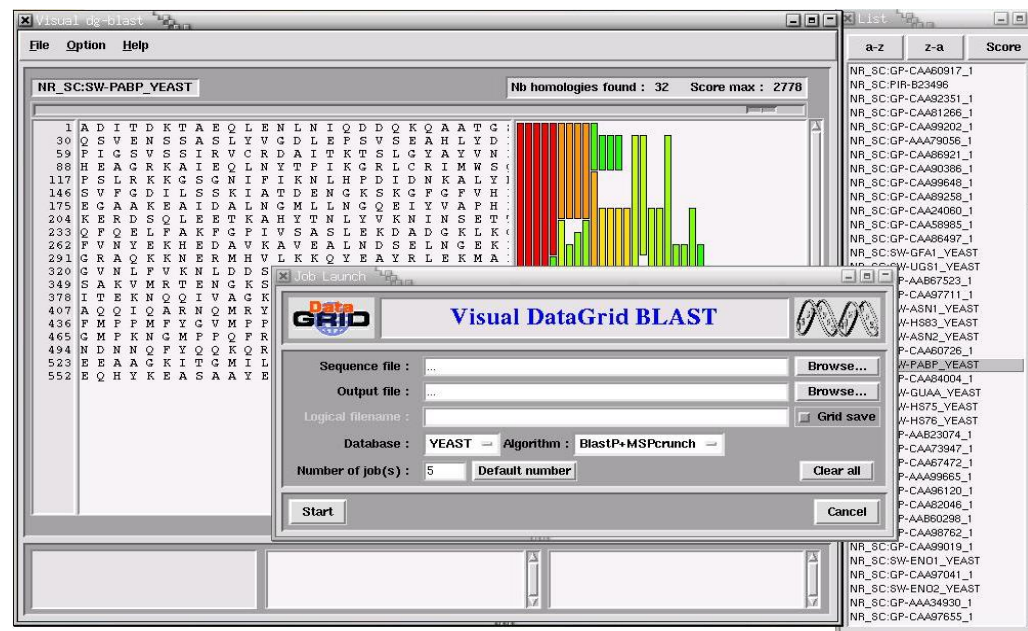 Visual dg-blast
File Option Help
NR_SC:SW-PABP_YEAST
Nb homologies found : 32 Score max : 2778
1 A D I T D K T A E Q L E N L N I Q D D Q K Q A A T G
30 Q S V E N S S A S L Y V G D L E P S V S E A H L Y D
59 P I G S V S S I R V C R D A I T K T S L G Y A Y V N
88 H E A G R K A I E Q L N Y T P I K G R L C R I M W S
117 P S L R K K G S G N I F I K N L H P D I D N K A L Y
146 S V F G D I L S S K I A T D E N G K S K G F G F V H
175 E G A A K E A I D A L N G M L L N G Q E I Y V A P H
204 K E R D S Q L E E T K A H Y T N L Y V K N I N S E T
233 Q F Q E L F A K F G P I V S A S L E K D A D G K L K
262 F V N Y E K H E D A V K A V E A L N D S E L N G E K
291 G R A Q K K N E R M H V L K K Q Y E A Y R L E K M A
320 G V N L F V K N L D D S
349 S A K V M R T E N G K S
378 I T E K N Q Q I V A G K
407 A Q Q I Q A R N Q M R Y
436 F M P P M F Y G V M P P
465 G M P K N G M P P Q F R
494 N D N N Q F Y Q Q K Q R
523 E E A A G K I T G M I L
552 E Q H Y K E A S A A Y E
Job Launch
Data
GRID
Visual DataGrid BLAST
Sequence file : ... Browse...
Output file : ... Browse...
Logical filename : Grid save
Database : YEAST Algorithm : BlastP+MSPcrunch
Number of job(s) : 5 Default number Clear all
Start Cancel
List
a-z z-a Score
NR_SC:GP-CAA60917_1
NR_SC:PIR-B23496
NR_SC:GP-CAA92351_1
NR_SC:GP-CAA81266_1
NR_SC:GP-CAA99202_1
NR_SC:GP-AAA79056_1
NR_SC:GP-CAA86921_1
NR_SC:GP-CAA90386_1
NR_SC:GP-CAA99648_1
NR_SC:GP-CAA89258_1
NR_SC:GP-CAA24060_1
NR_SC:GP-CAA58985_1
NR_SC:GP-CAA86497_1
NR_SC:SW-GFA1_YEAST
W-UGS1_YEAST
P-AAB67523_1
P-CAA97711_1
W-ASN1_YEAST
W-HS83_YEAST
W-ASN2_YEAST
P-CAA60726_1
W-PABP_YEAST
P-CAA84004_1
W-GUAA_YEAST
W-HS75_YEAST
W-HS76_YEAST
P-AAB23074_1
P-CAA73947_1
P-CAA67472_1
P-AAA99665_1
P-CAA96120_1
P-CAA82046_1
P-AAB60298_1
P-CAA98762_1
NR_SC:GP-CAA99019_1
NR_SC:SW-ENO1_YEAST
NR_SC:GP-CAA97041_1
NR_SC:SW-ENO2_YEAST
NR_SC:GP-AAA34930_1
NR_SC:GP-CAA97655_1